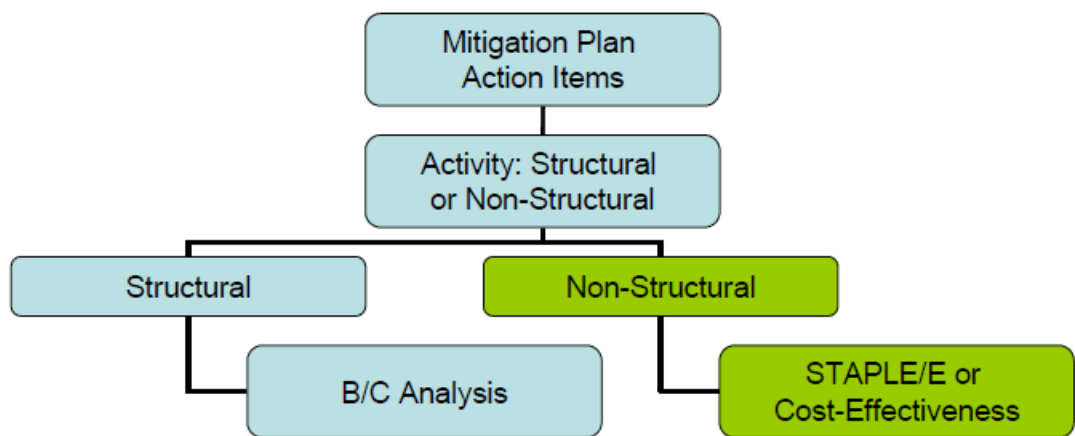 Mitigation Plan
Action Items
Activity: Structural
or Non-Structural
Structural
Non-Structural
B/C Analysis
STAPLE/E or
Cost-Effectiveness